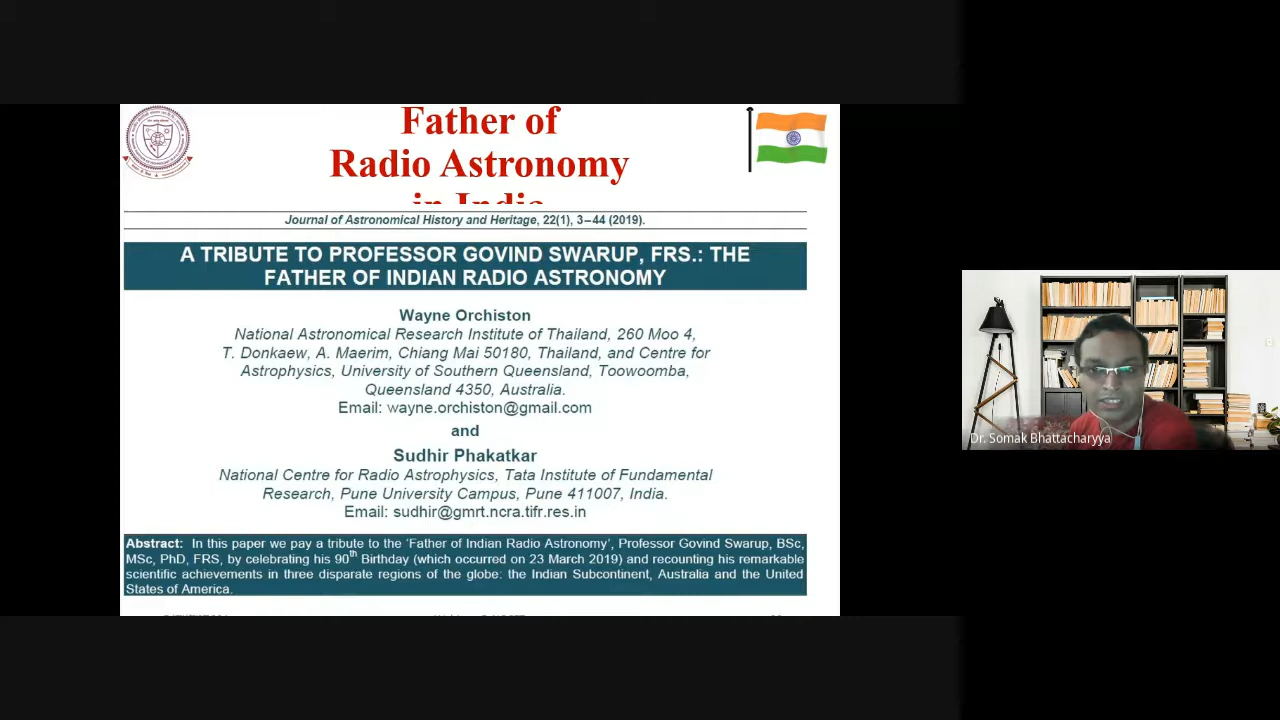 Father of
Radio Astronomy
in India
Journal of Astronomical History and Heritage, 22(1), 3–44 (2019).
A TRIBUTE TO PROFESSOR GOVIND SWARUP, FRS.: THE
FATHER OF INDIAN RADIO ASTRONOMY
Wayne Orchiston
National Astronomical Research Institute of Thailand, 260 Moo 4,
T. Donkaew, A. Maerim, Chiang Mai 50180, Thailand, and Centre for
Astrophysics, University of Southern Queensland, Toowoomba,
Queensland 4350, Australia.
Email: wayne.orchiston@gmail.com
and
Sudhir Phakatkar
National Centre for Radio Astrophysics, Tata Institute of Fundamental
Research, Pune University Campus, Pune 411007, India.
Email: sudhir@gmrt.ncra.tifr.res.in
Abstract: In this paper we pay a tribute to the ‘Father of Indian Radio Astronomy’, Professor Govind Swarup, BSc,
MSc, PhD, FRS, by celebrating his 90th Birthday (which occurred on 23 March 2019) and recounting his remarkable
scientific achievements in three disparate regions of the globe: the Indian Subcontinent, Australia and the United
States of America.
Dr. Somak Bhattacharyya